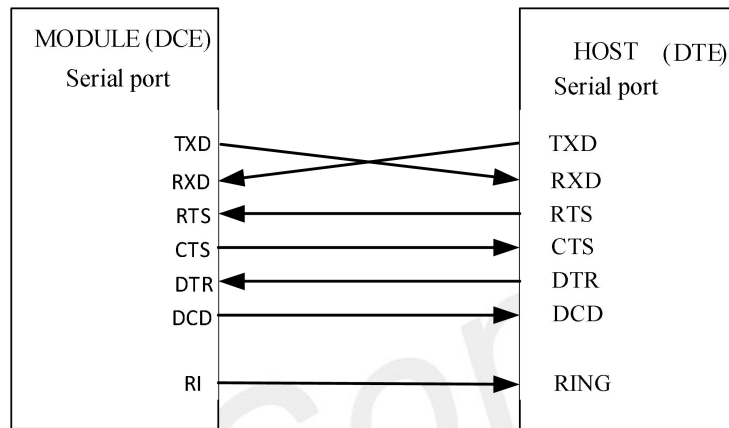 MODULE (DCE)
Serial port
TXD
RXD
RTS
CTS
DTR
DCD
RI
HOST (DTE)
Serial port
TXD
RXD
RTS
CTS
DTR
DCD
RING